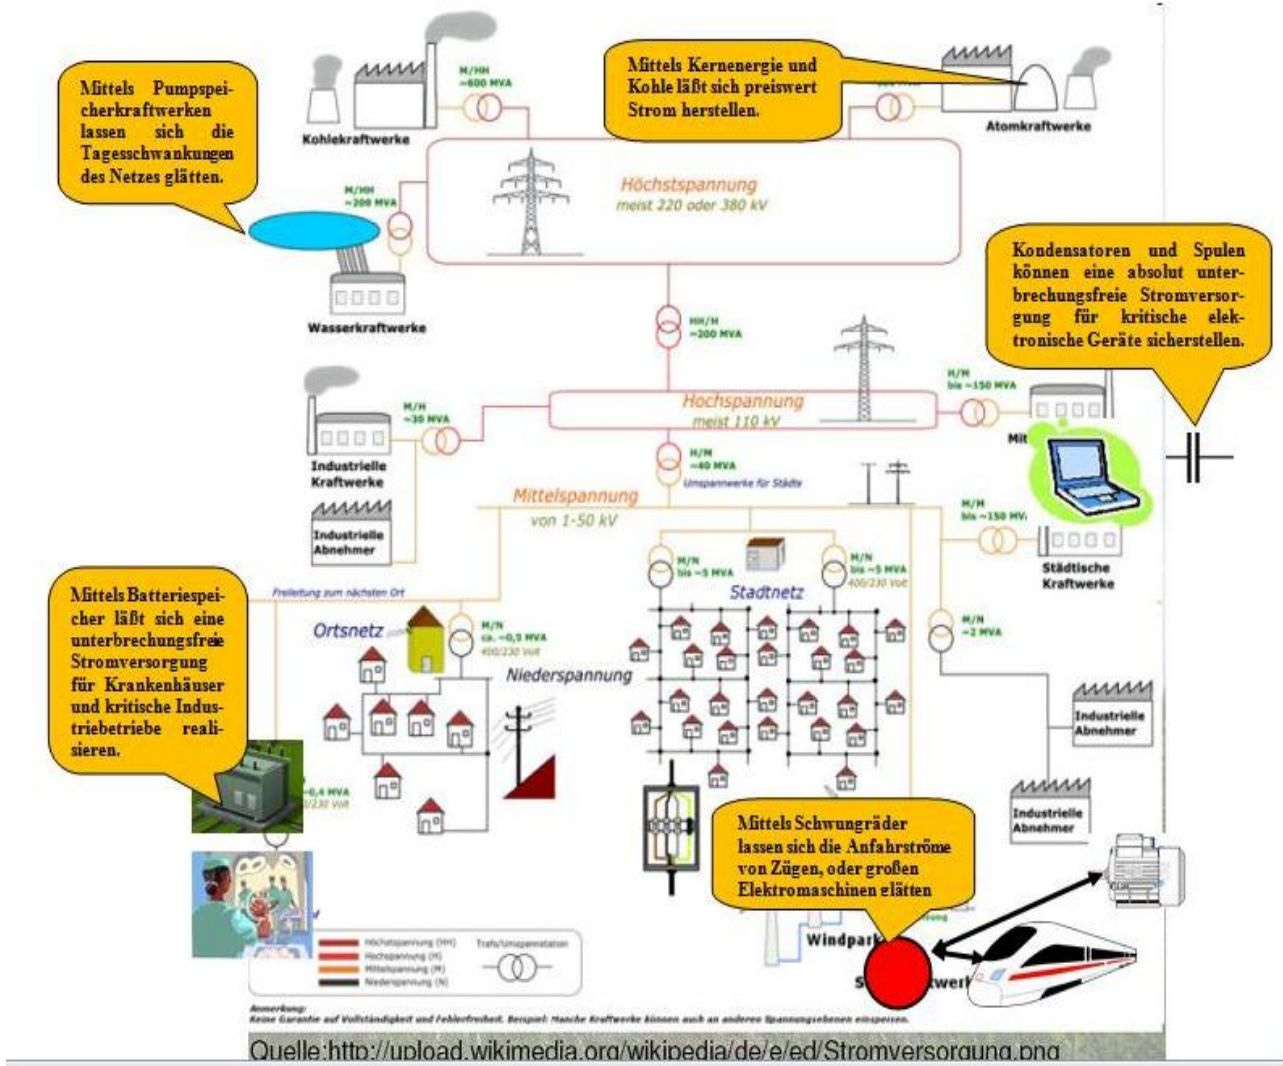 Mittels Pumpspei-
cherkraftwerken
lassen sich die
Tagesschwankungen
des Netzes glätten.
Kohlekraftwerke
M/HH
~600 MVA
Mittels Kernenergie und
Kohle läßt sich preiswert
Strom herstellen.
Atomkraftwerke
Höchstspannung
meist 220 oder 380 kV
M/HH
~200 MVA
Wasserkraftwerke
Kondensatoren und Spulen
können eine absolut unter-
brechungsfreie Stromversor-
gung für kritische elek-
tronische Geräte sicherstellen.
HH/H
~200 MVA
Hochspannung
meist 110 kV
M/H
~30 MVA
Industrielle
Kraftwerke
H/M
bis ~150 MVA
Mit
H/M
~40 MVA
Umspannwerke für Städte
Mittelspannung
von 1-50 kV
Industrielle
Abnehmer
M/M
bis ~150 MV
Städtische
Kraftwerke
M/N
bis ~5 MVA
M/N
bis ~5 MVA
400/230 Volt
Stadtnetz
Mittels Batteriespei-
cher läßt sich eine
unterbrechungsfreie
Stromversorgung
für Krankenhäuser
und kritische Indus-
triebetriebe reali-
sieren.
Freileitung zum nächsten Ort
Ortsnetz
M/N
ca. ~0,5 MVA
400/230 Volt
Niederspannung
M/N
~2 MVA
Industrielle
Abnehmer
Industrielle
Abnehmer
~0,4 MVA
/230 Volt
Mittels Schwungräder
lassen sich die Anfahrströme
von Zügen, oder großen
Elektromaschinen glätten
Windpark
S
twerk
Höchstspannung (HH)
Hochspannung (H)
Mittelspannung (M)
Niederspannung (N)
Trafo/Umspannstation
Anmerkung:
Keine Garantie auf Vollständigkeit und Fehlerfreiheit. Beispiel: Manche Kraftwerke können auch an anderen Spannungsebenen einspeisen.
Quelle:http://upload.wikimedia.org/wikipedia/de/e/ed/Stromversorgung.png